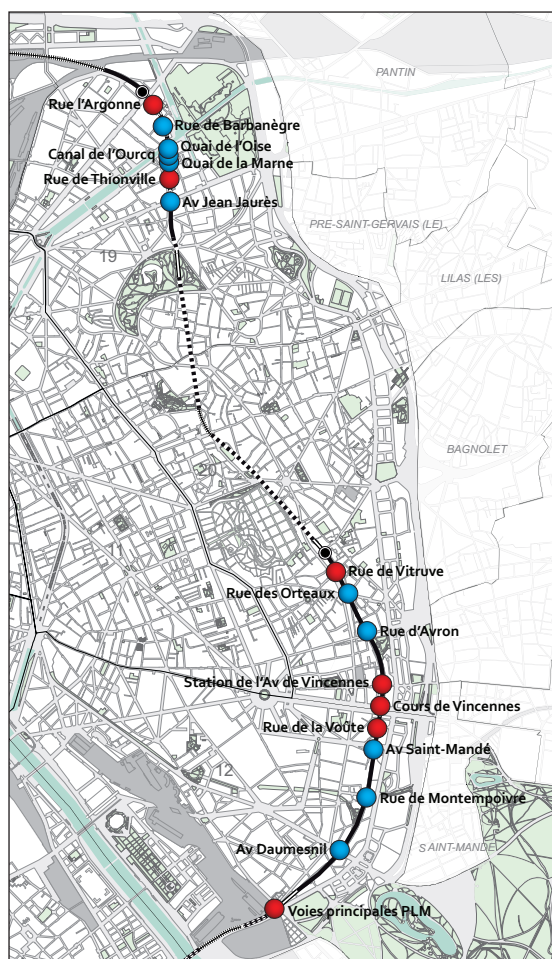 PANTIN
Rue l'Argonne
Rue de Barbanègre
Quai de l'Oise
Canal de l'Ourcq
Quai de la Marne
Rue de Thionville
Av Jean Jaurès
PRE-SAINT-GERVAIS (LE)
19
LILAS (LES)
BAGNOLET
20
11
Rue de Vitruve
Rue des Orteaux
Rue d'Avron
Station de l'Av de Vincennes
Cours de Vincennes
Rue de la Voûte
Av Saint-Mandé
12
Rue de Montempoivre
Av Daumesnil
SAINT-MANDE
Voies principales PLM